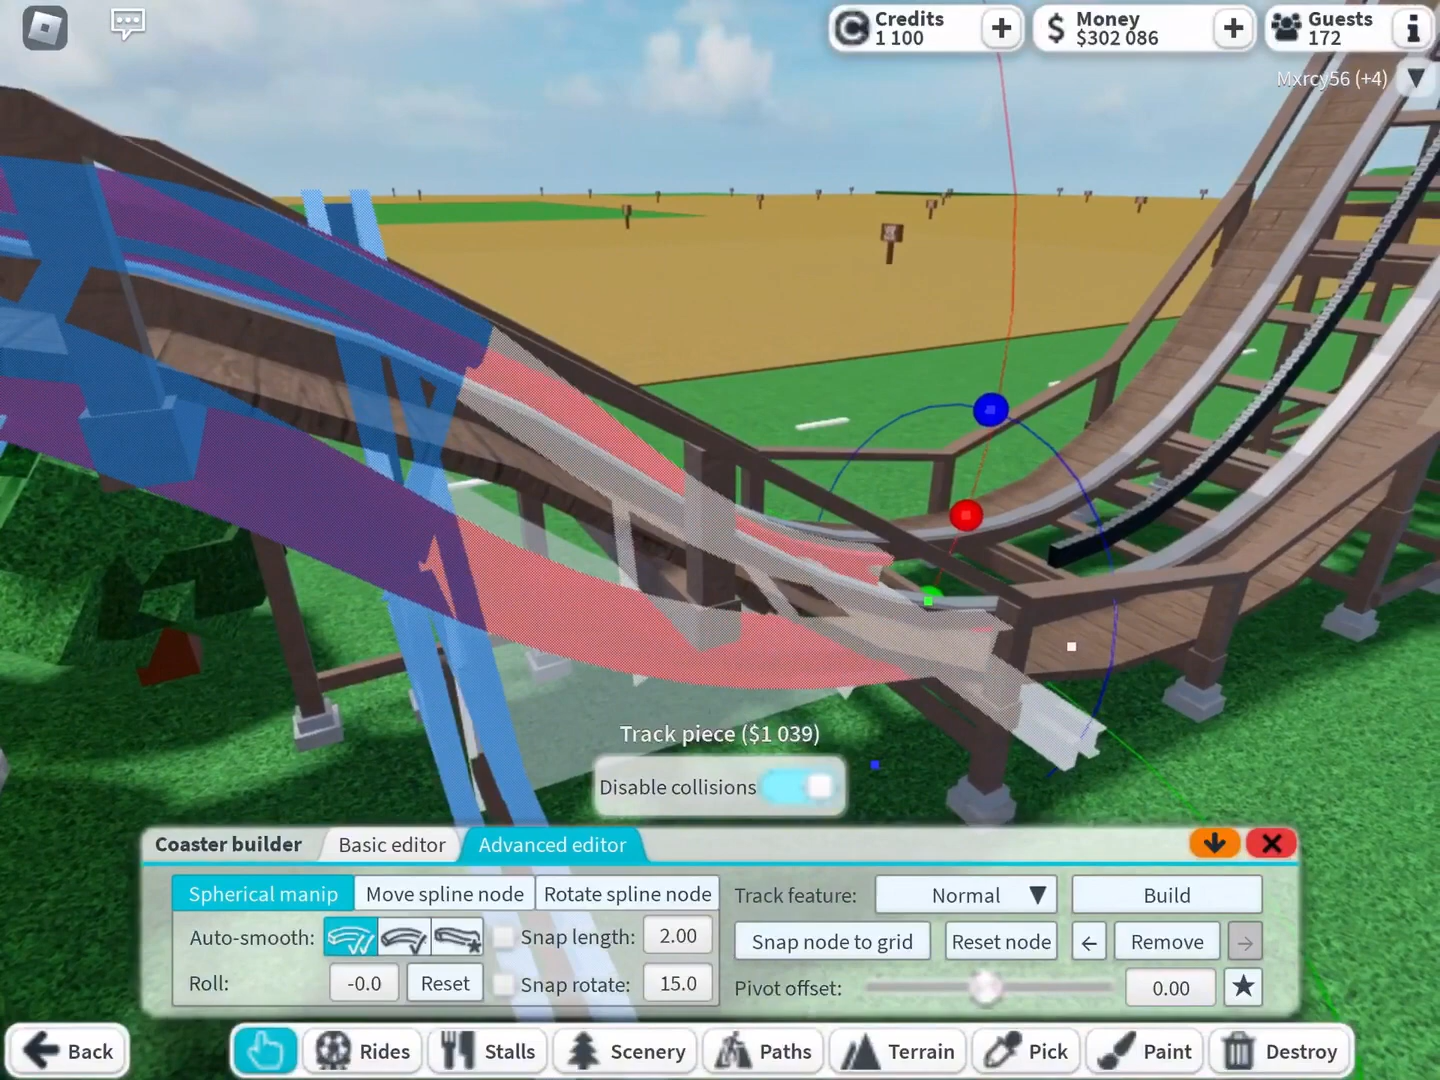 Credits
1 100
Money
$302 086
Guests
172
Mxrcy56 (+4)
Track piece ($1 039)
Disable collisions
Coaster builder
Basic editor
Advanced editor
Spherical manip
Move spline node
Rotate spline node
Track feature:
Normal
Build
Auto-smooth:
Snap length:
2.00
Snap node to grid
Reset node
Remove
Roll:
-0.0
Reset
Snap rotate:
15.0
Pivot offset:
0.00
Back
Rides
Stalls
Scenery
Paths
Terrain
Pick
Paint
Destroy